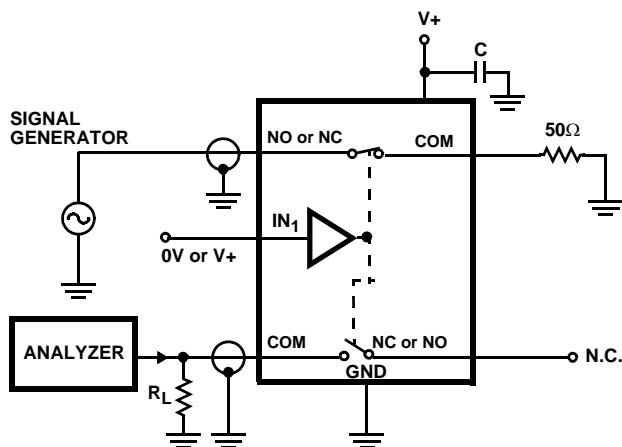 V+
C
SIGNAL
GENERATOR
NO or NC
COM
50Ω
IN1
0V or V+
ANALYZER
COM
NC or NO
N.C.
GND
RL